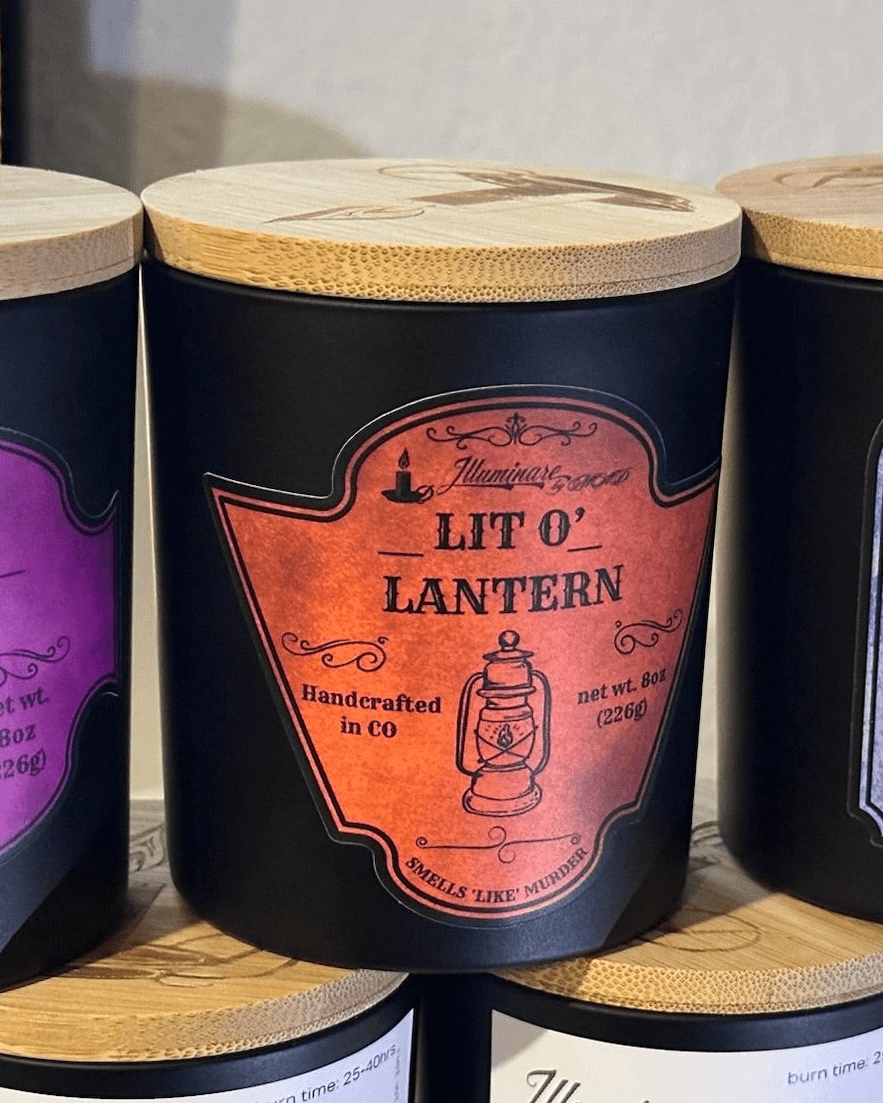 Illuminare
LIT O’
LANTERN
Handcrafted
in CO
net wt. 8oz
(226g)
SMELLS 'LIKE' MURDER
et wt.
8oz
26g)
burn time: 25-40hrs.
burn time: 2